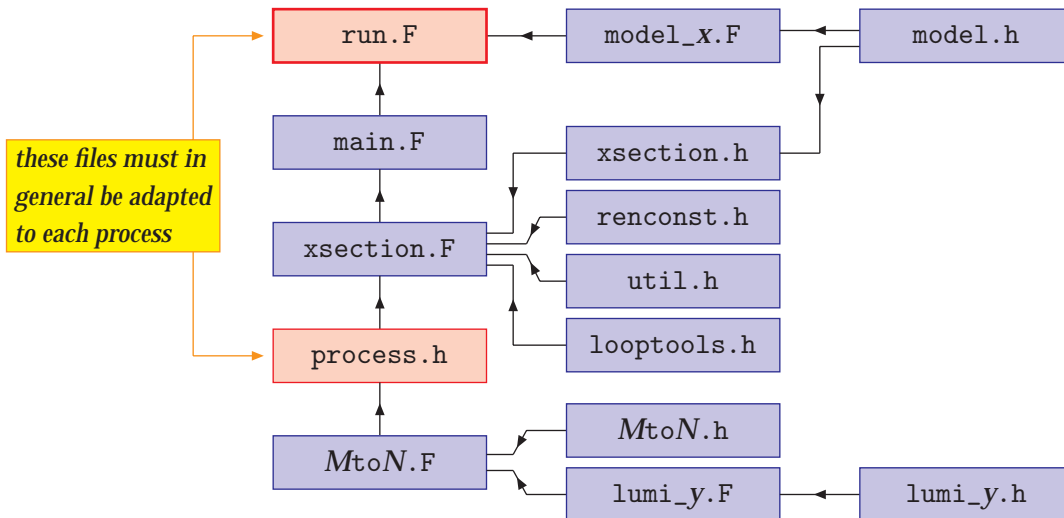 run.F
model_x.F
model.h
main.F
xsection.h
these files must in
general be adapted
to each process
renconst.h
xsection.F
util.h
looptools.h
process.h
MtoN.h
MtoN.F
lumi_y.F
lumi_y.h